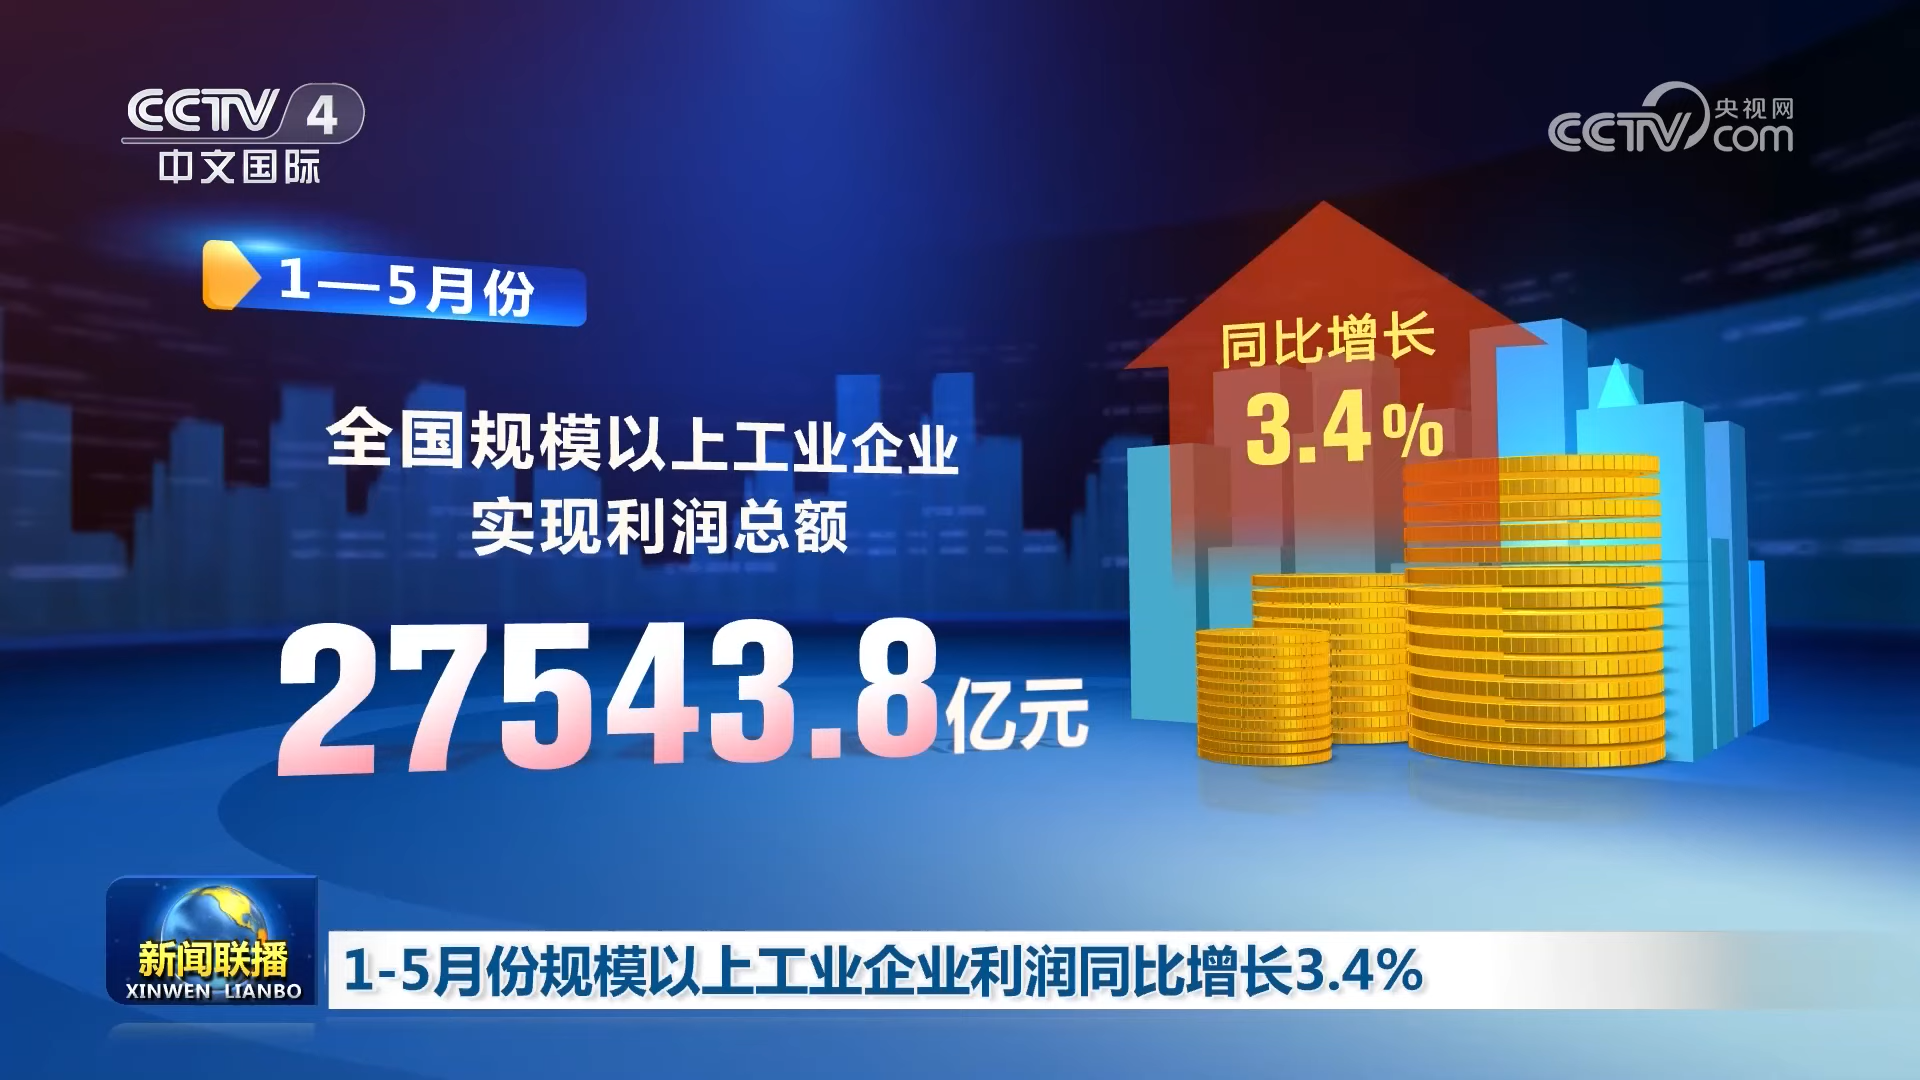 CCTV 4
中文国际
CCTV 央视网
com
1—5月份
全国规模以上工业企业
实现利润总额
27543.8亿元
同比增长
3.4%
新闻联播
XINWEN LIANBO
1-5月份规模以上工业企业利润同比增长3.4%